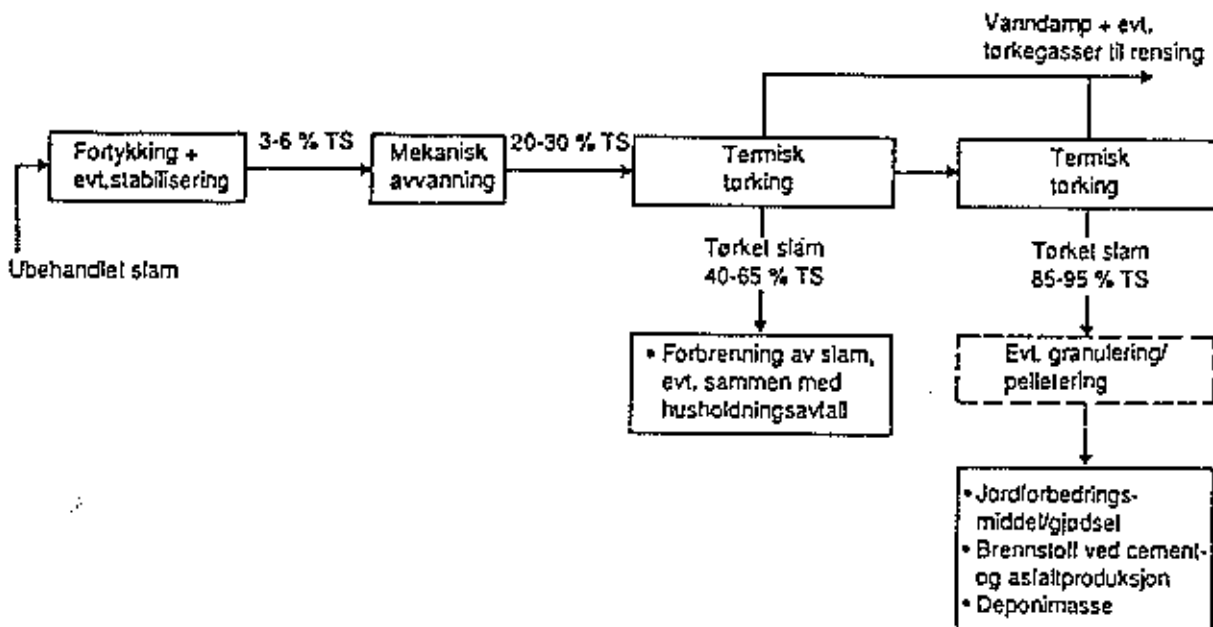 Vanndamp + evt.
tørkegasser til rensing
Fortykking +
evt.stabilisering
3-6 % TS
Mekanisk
avvanning
20-30 % TS
Termisk
tørking
Termisk
tørking
Ubehandlet slam
Tørket slam
40-65 % TS
Tørket slam
85-95 % TS
• Forbrenning av slam,
evt. sammen med
husholdningsavfall
Evt. granulering/
pelletering
• Jordforbedrings-
middel/gjødsel
• Brennstoff ved cement-
og asfaltproduksjon
• Deponimasse